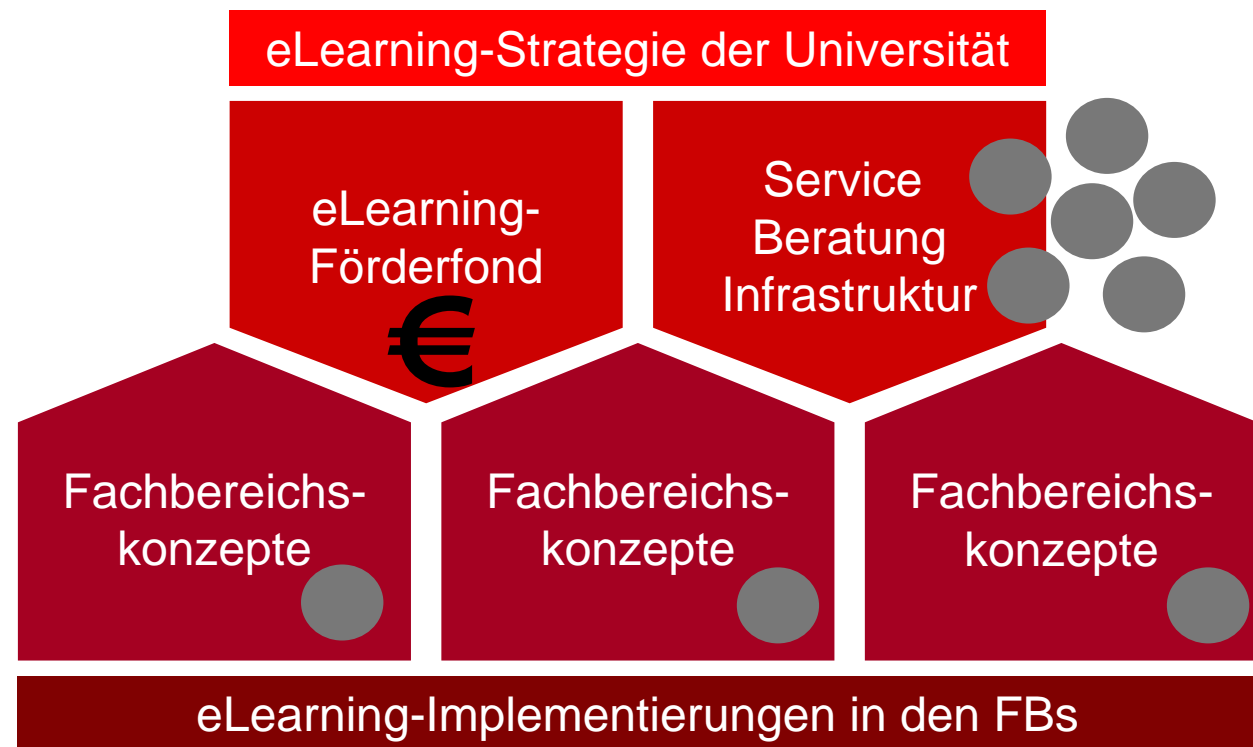 eLearning-Strategie der Universität
eLearning-
Förderfond
€
Service
Beratung
Infrastruktur
Fachbereichs-
konzepte
Fachbereichs-
konzepte
Fachbereichs-
konzepte
eLearning-Implementierungen in den FBs